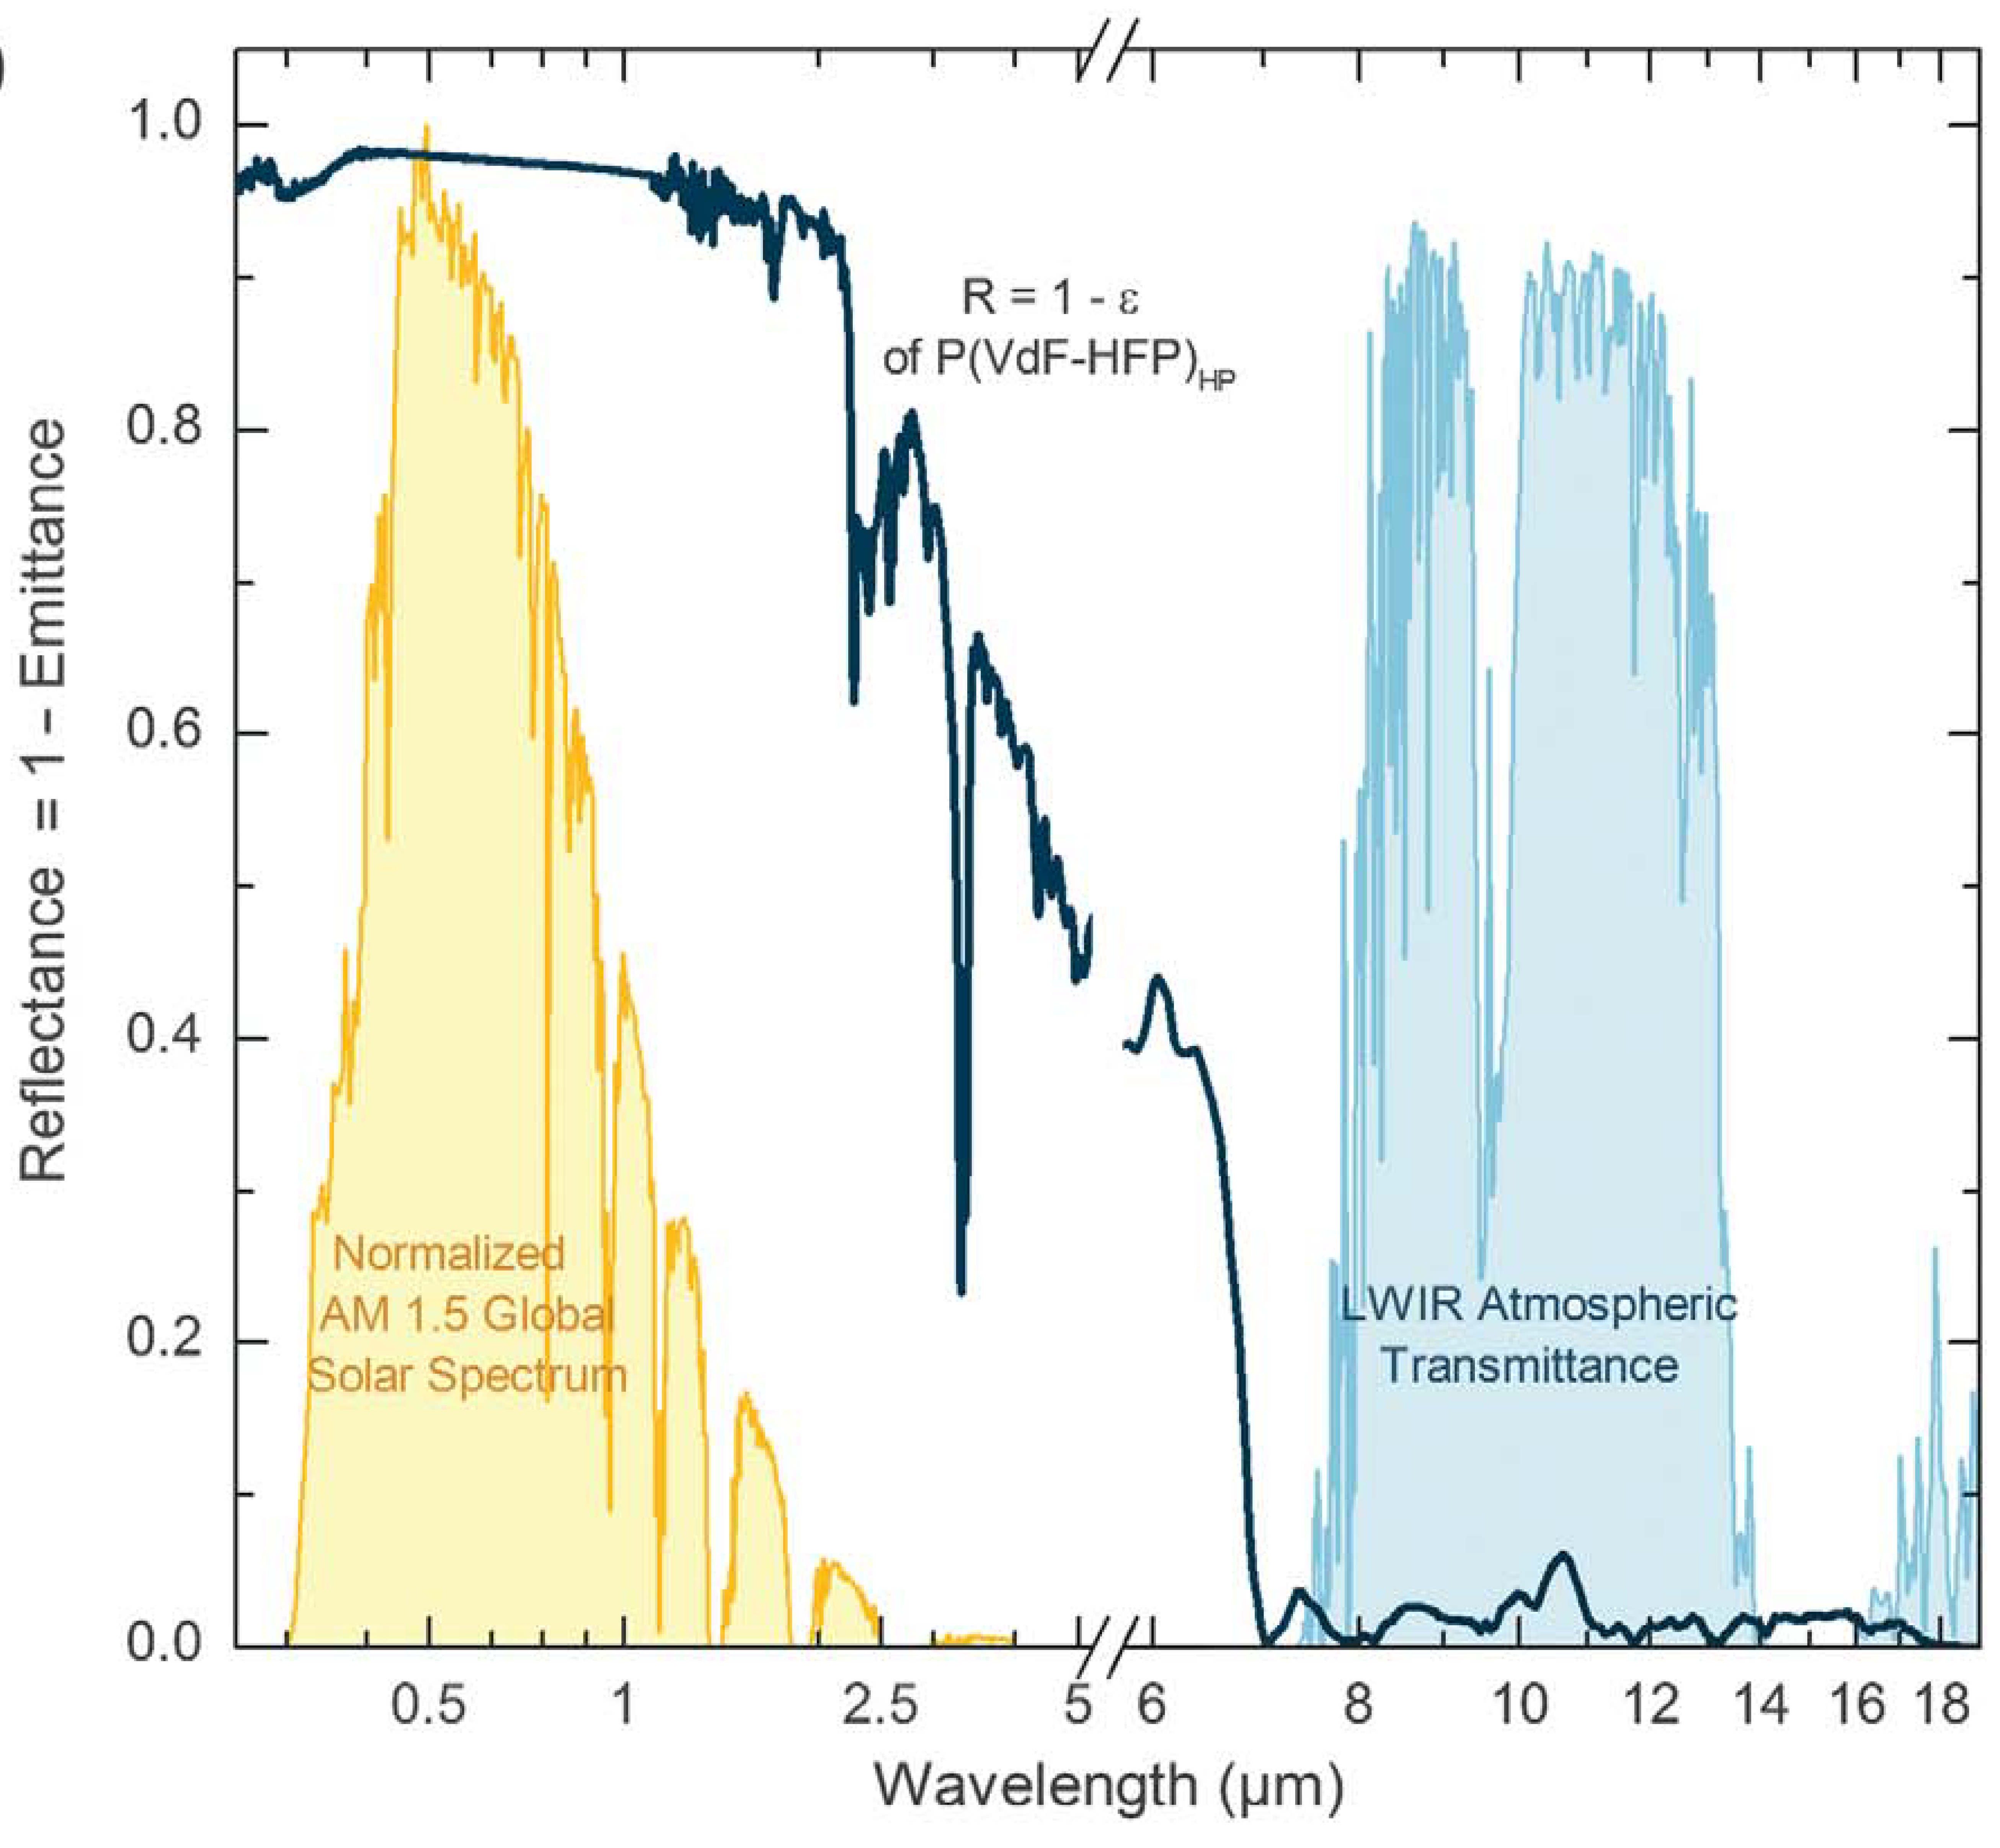 )
1.0
0.8
0.6
0.4
0.2
0.0
Reflectance = 1 – Emittance
R = 1 - ε
of P(VdF-HFP)HP
Normalized
AM 1.5 Global
Solar Spectrum
LWIR Atmospheric
Transmittance
0.5 1 2.5 5 6 8 10 12 14 16 18
Wavelength (μm)